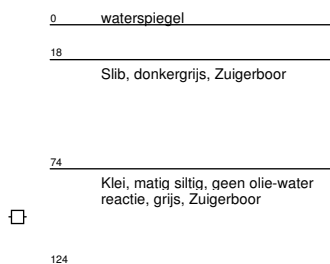 0 waterspiegel
18
Slib, donkergrijs, Zuigerboor
74
Klei, matig siltig, geen olie-water
reactie, grijs, Zuigerboor
124